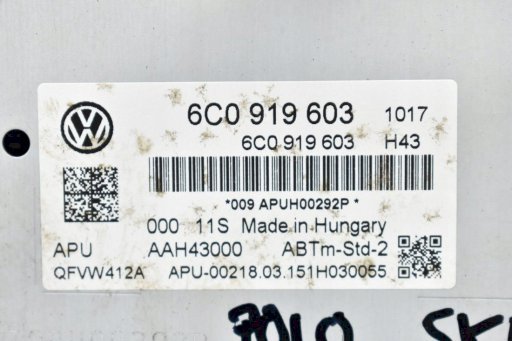 6C0 919 603 1017
6C0 919 603 H43
*009 APUH00292P *
000 11S Made in Hungary
APU AAH43000 ABTm-Std-2
QFVW412A APU-00218.03.151H030055
POLO